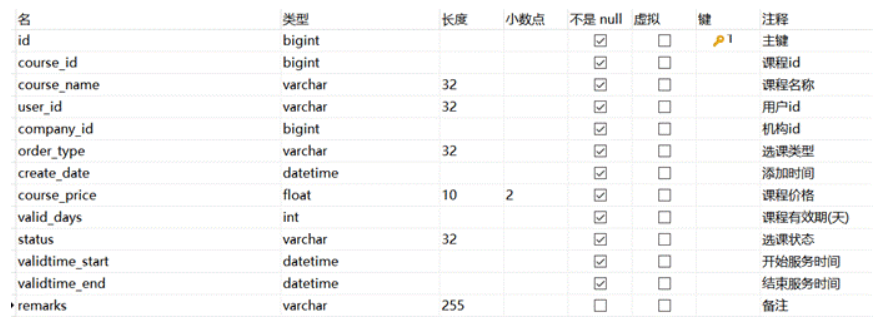 名 类型 长度 小数点 不是 null 虚拟 键 注释
id bigint 1 主键
course_id bigint 课程id
course_name varchar 32 课程名称
user_id varchar 32 用户id
company_id bigint 机构id
order_type varchar 32 选课类型
create_date datetime 添加时间
course_price float 10 2 课程价格
valid_days int 课程有效期(天)
status varchar 32 选课状态
validtime_start datetime 开始服务时间
validtime_end datetime 结束服务时间
remarks varchar 255 备注